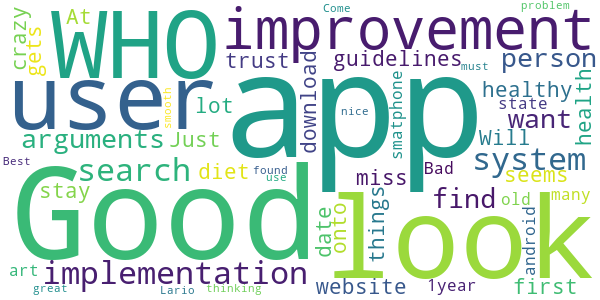 WHO
improvement
Come
problem
crazy
gets
At
trust
guidelines
must
person
user
app
download
smooth
lot
nice
smatphone
healthy
state
health
arguments
Just
want
Will
system
Best
search
diet
found
use
miss
Bad
seems
stay
Good
look
find
old
many
things
date
onto
android
art
implementation
website
1year
first
great
Lario
thinking